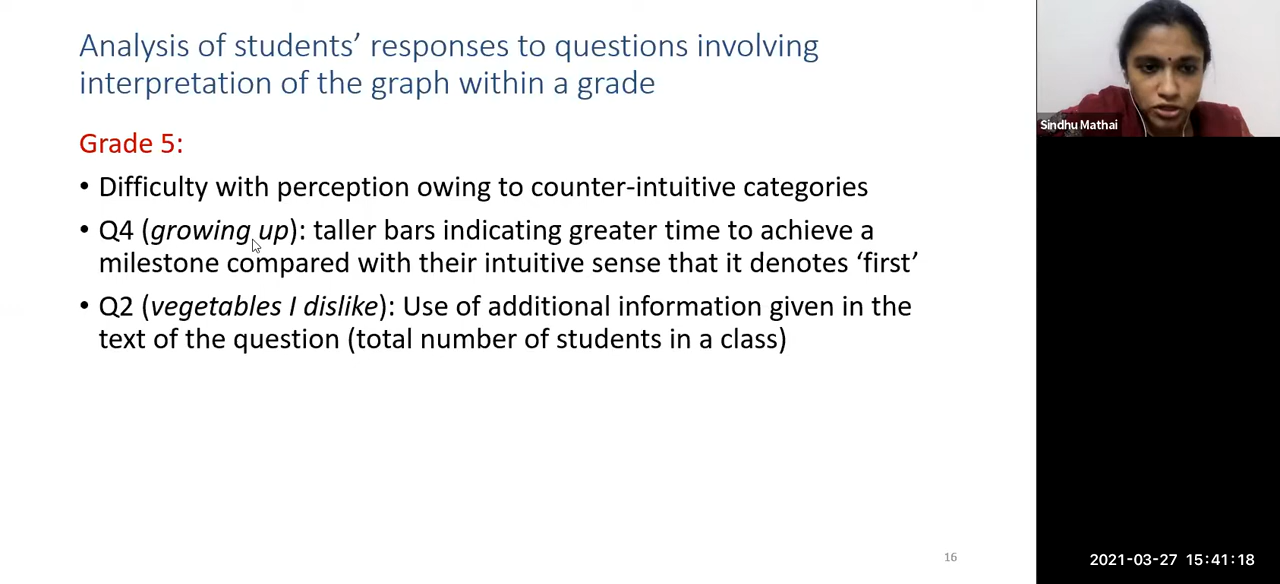 Analysis of students’ responses to questions involving
interpretation of the graph within a grade
Grade 5:
• Difficulty with perception owing to counter-intuitive categories
• Q4 (growing up): taller bars indicating greater time to achieve a
milestone compared with their intuitive sense that it denotes ‘first’
• Q2 (vegetables I dislike): Use of additional information given in the
text of the question (total number of students in a class)
16
Sindhu Mathai
2021-03-27 15:41:18